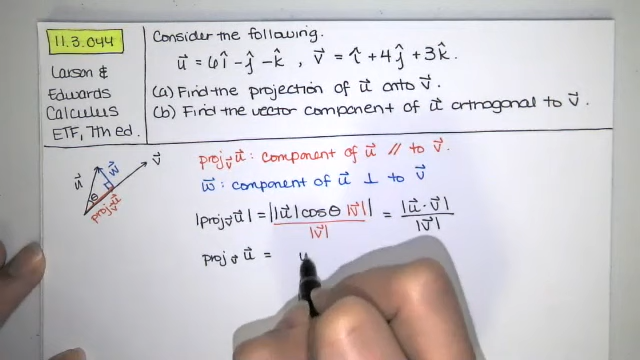 11.3.044
Larson &
Edwards
Calculus
ETF, 7th ed.
Consider the following.
u⃗ = 6î - ĵ - k̂ , v⃗ = î + 4ĵ + 3k̂.
(a) Find the projection of u⃗ onto v⃗.
(b) Find the vector component of u⃗ orthogonal to v⃗.
u⃗ w⃗ v⃗ θ
proj_v⃗ u⃗
proj_v⃗ u⃗ : component of u⃗ // to v⃗.
w⃗ : component of u⃗ ⊥ to v⃗
|proj_v⃗ u⃗| = ||u⃗| cosθ |v⃗|| / |v⃗| = |u⃗ · v⃗| / |v⃗|
proj_v⃗ u⃗ = u